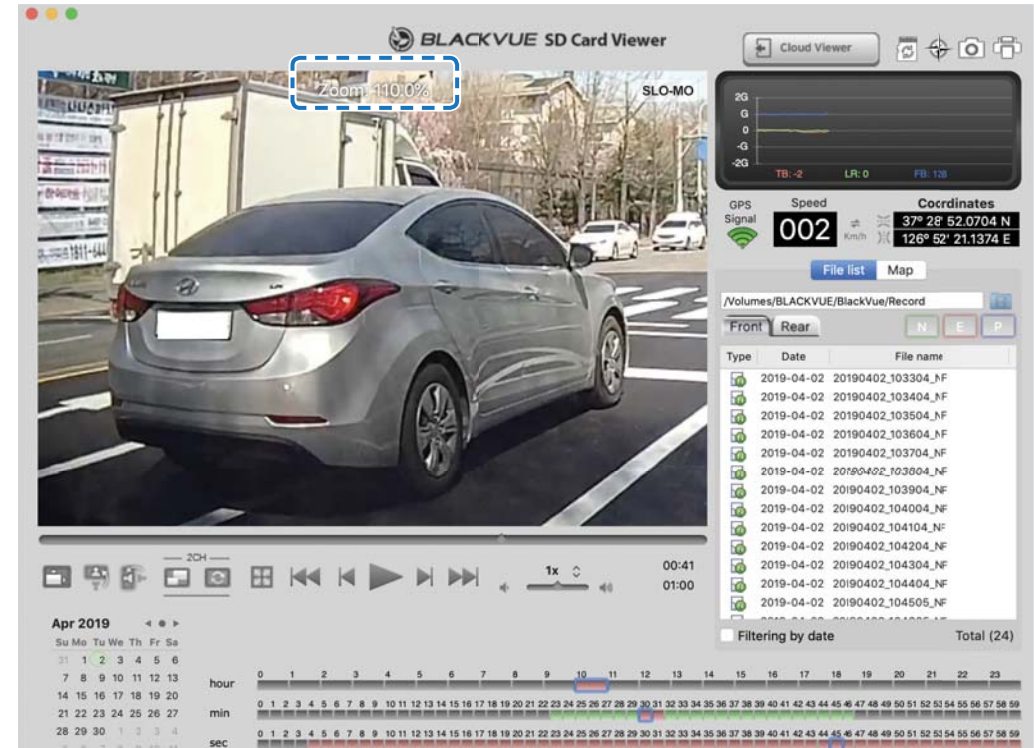 BLACKVUE SD Card Viewer
Cloud Viewer
Zoom: 110.0%
SLO-MO
1811-644
2G
G
0
-G
-2G
TB:-2 LR: 0 FB: 128
GPS Signal
Speed
002
Km/h
Cocrdinates
37º 28' 52.0704 N
126º 52' 21.1374 E
File list Map
/Volumes/BLACKVUE/BlackVue/Record
Front Rear N E P
Type Date File name
2019-04-02 20190402_103304_NF
2019-04-02 20190402_103404_NF
2019-04-02 20190402_103504_NF
2019-04-02 20190402_103604_NF
2019-04-02 20190402_103704_NF
2019-04-02 20190402_103804_NF
2019-04-02 20190402_103904_NF
2019-04-02 20190402_104004_NF
2019-04-02 20190402_104104_NF
2019-04-02 20190402_104204_NF
2019-04-02 20190402_104304_NF
2019-04-02 20190402_104404_NF
2019-04-02 20190402_104505_NF
Filtering by date Total (24)
2CH
1x
00:41
01:00
Apr 2019
Su Mo Tu We Th Fr Sa
31 1 2 3 4 5 6
7 8 9 10 11 12 13
14 15 16 17 18 19 20
21 22 23 24 25 26 27
28 29 30 1 2 3 4
hour 0 1 2 3 4 5 6 7 8 9 10 11 12 13 14 15 16 17 18 19 20 21 22 23
min 0 1 2 3 4 5 6 7 8 9 10 11 12 13 14 15 16 17 18 19 20 21 22 23 24 25 26 27 28 29 30 31 32 33 34 35 36 37 38 39 40 41 42 43 44 45 46 47 48 49 50 51 52 53 54 55 56 57 58 59
sec 0 1 2 3 4 5 6 7 8 9 10 11 12 13 14 15 16 17 18 19 20 21 22 23 24 25 26 27 28 29 30 31 32 33 34 35 36 37 38 39 40 41 42 43 44 45 46 47 48 49 50 51 52 53 54 55 56 57 58 59